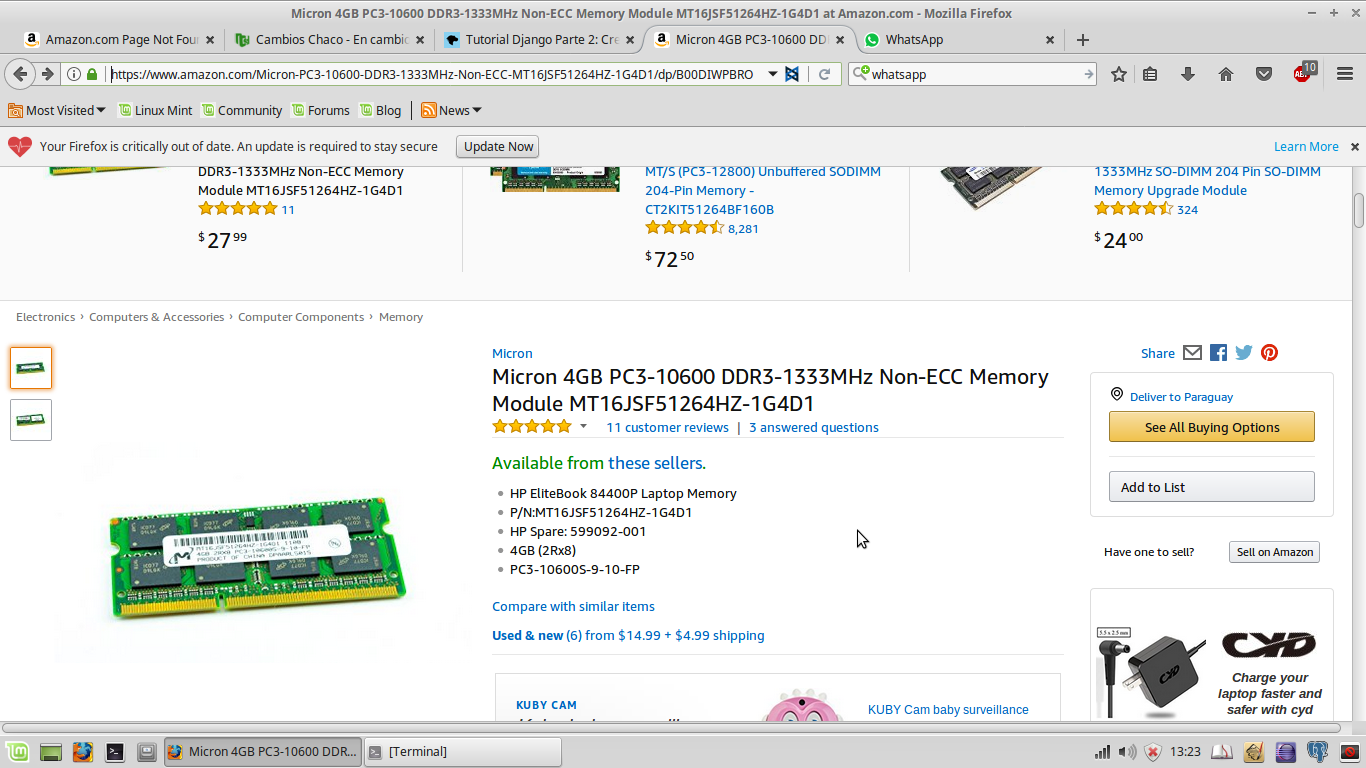 Micron 4GB PC3-10600 DDR3-1333MHz Non-ECC Memory Module MT16JSF51264HZ-1G4D1 at Amazon.com - Mozilla Firefox
Amazon.com Page Not Fou
Cambios Chaco - En cambio
Tutorial Django Parte 2: Cre
Micron 4GB PC3-10600 DDR
WhatsApp
https://www.amazon.com/Micron-PC3-10600-DDR3-1333MHz-Non-ECC-MT16JSF51264HZ-1G4D1/dp/B00DIWPBRO
whatsapp
ABP
10
Most Visited
Linux Mint
Community
Forums
Blog
News
Your Firefox is critically out of date. An update is required to stay secure
Update Now
Learn More
DDR3-1333MHz Non-ECC Memory
Module MT16JSF51264HZ-1G4D1
11
$27.99
MT/S (PC3-12800) Unbuffered SODIMM
204-Pin Memory -
CT2KIT51264BF160B
8,281
$72.50
1333MHz SO-DIMM 204 Pin SO-DIMM
Memory Upgrade Module
324
$24.00
Electronics › Computers & Accessories › Computer Components › Memory
Micron
Micron 4GB PC3-10600 DDR3-1333MHz Non-ECC Memory
Module MT16JSF51264HZ-1G4D1
11 customer reviews | 3 answered questions
Available from these sellers.
HP EliteBook 84400P Laptop Memory
P/N:MT16JSF51264HZ-1G4D1
HP Spare: 599092-001
4GB (2Rx8)
PC3-10600S-9-10-FP
Compare with similar items
Used & new (6) from $14.99 + $4.99 shipping
Share
Deliver to Paraguay
See All Buying Options
Add to List
Have one to sell?
Sell on Amazon
5.5 x 2.5 mm
CYD
Charge your
laptop faster and
safer with cyd
KUBY CAM
KUBY Cam baby surveillance
Micron 4GB PC3-10600 DDR...
[Terminal]
13:23